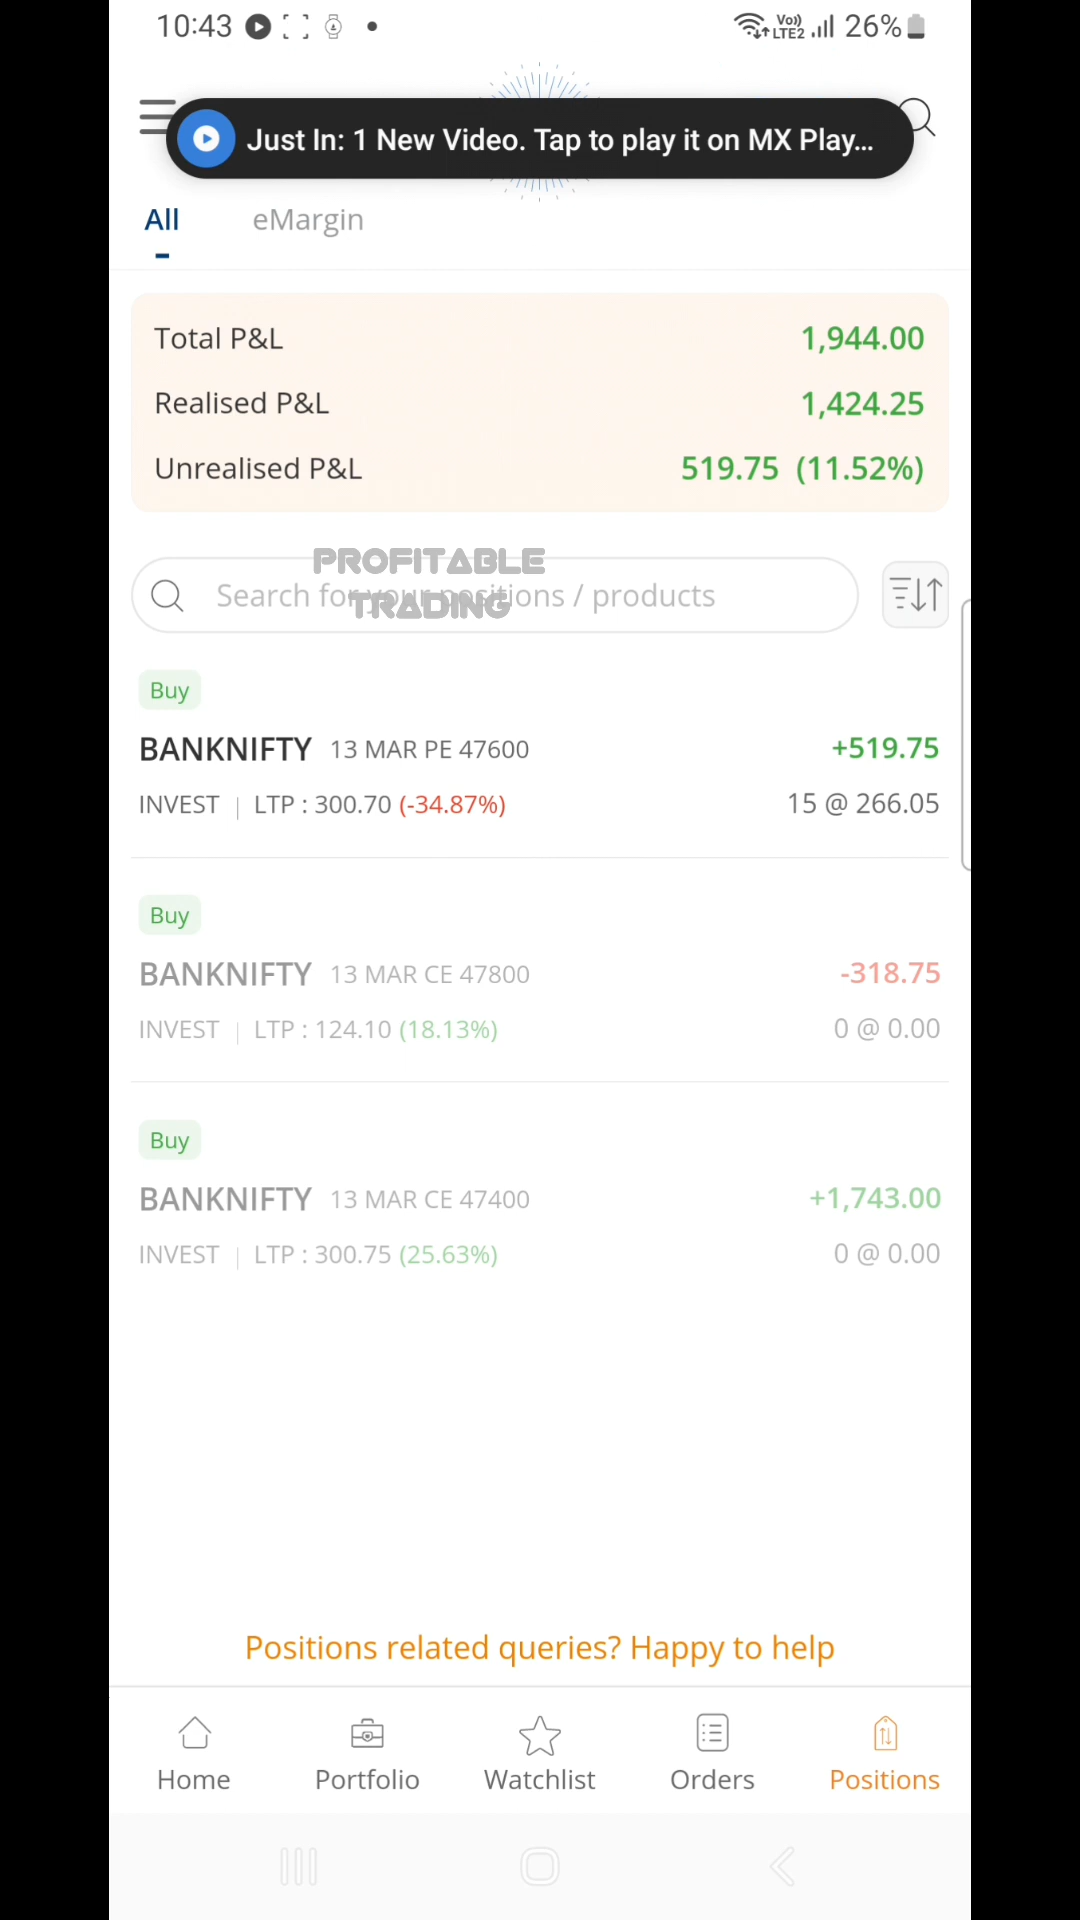 10:43
Vo))
LTE2
26%
Just In: 1 New Video. Tap to play it on MX Play...
All eMargin
Total P&L 1,944.00
Realised P&L 1,424.25
Unrealised P&L 519.75 (11.52%)
PROFITABLE
TRADING
Search for your positions / products
Buy
BANKNIFTY 13 MAR PE 47600 +519.75
INVEST | LTP : 300.70 (-34.87%) 15 @ 266.05
Buy
BANKNIFTY 13 MAR CE 47800 -318.75
INVEST | LTP : 124.10 (18.13%) 0 @ 0.00
Buy
BANKNIFTY 13 MAR CE 47400 +1,743.00
INVEST | LTP : 300.75 (25.63%) 0 @ 0.00
Positions related queries? Happy to help
Home Portfolio Watchlist Orders Positions